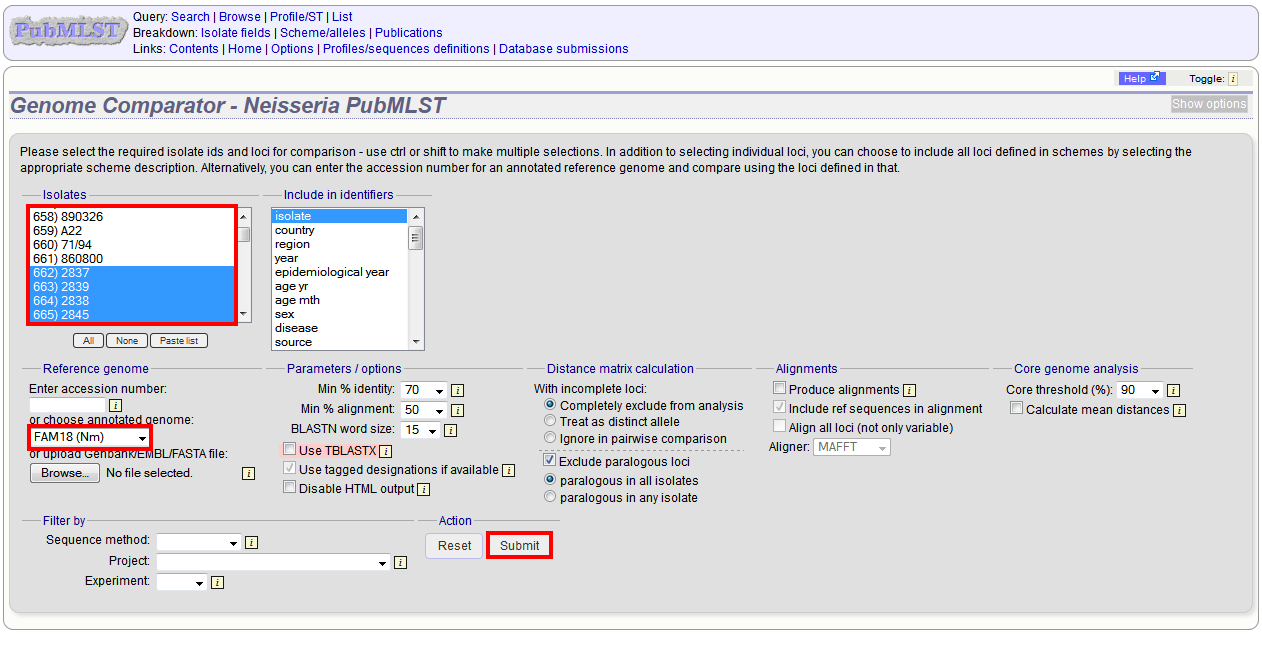 PubMLST
Query: Search | Browse | Profile/ST | List
Breakdown: Isolate fields | Scheme/alleles | Publications
Links: Contents | Home | Options | Profiles/sequences definitions | Database submissions
Help Toggle: i
Genome Comparator - Neisseria PubMLST
Show options
Please select the required isolate ids and loci for comparison - use ctrl or shift to make multiple selections. In addition to selecting individual loci, you can choose to include all loci defined in schemes by selecting the
appropriate scheme description. Alternatively, you can enter the accession number for an annotated reference genome and compare using the loci defined in that.
Isolates
658) 890326
659) A22
660) 71/94
661) 860800
662) 2837
663) 2839
664) 2838
665) 2845
All None Paste list
Include in identifiers
isolate
country
region
year
epidemiological year
age yr
age mth
sex
disease
source
Reference genome
Enter accession number:
i
or choose annotated genome:
FAM18 (Nm)
or upload Genbank/EMBL/FASTA file:
Browse... No file selected. i
Parameters / options
Min % identity: 70 i
Min % alignment: 50 i
BLASTN word size: 15 i
Use TBLASTX i
Use tagged designations if available i
Disable HTML output i
Distance matrix calculation
With incomplete loci:
Completely exclude from analysis
Treat as distinct allele
Ignore in pairwise comparison
Exclude paralogous loci
paralogous in all isolates
paralogous in any isolate
Alignments
Produce alignments i
Include ref sequences in alignment
Align all loci (not only variable)
Aligner: MAFFT
Core genome analysis
Core threshold (%): 90 i
Calculate mean distances i
Filter by
Sequence method: i
Project: i
Experiment: i
Action
Reset Submit